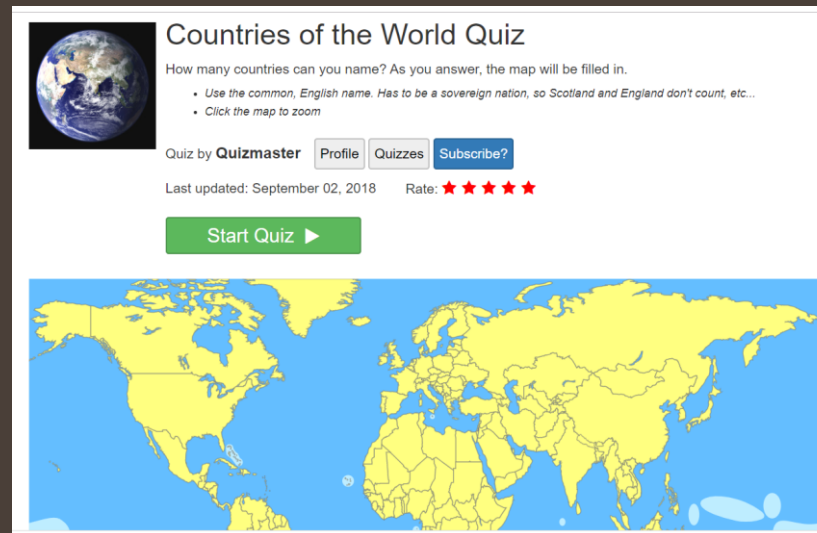 Countries of the World Quiz
How many countries can you name? As you answer, the map will be filled in.
Use the common, English name. Has to be a sovereign nation, so Scotland and England don't count, etc...
Click the map to zoom
Quiz by Quizmaster Profile Quizzes Subscribe?
Last updated: September 02, 2018 Rate:
Start Quiz